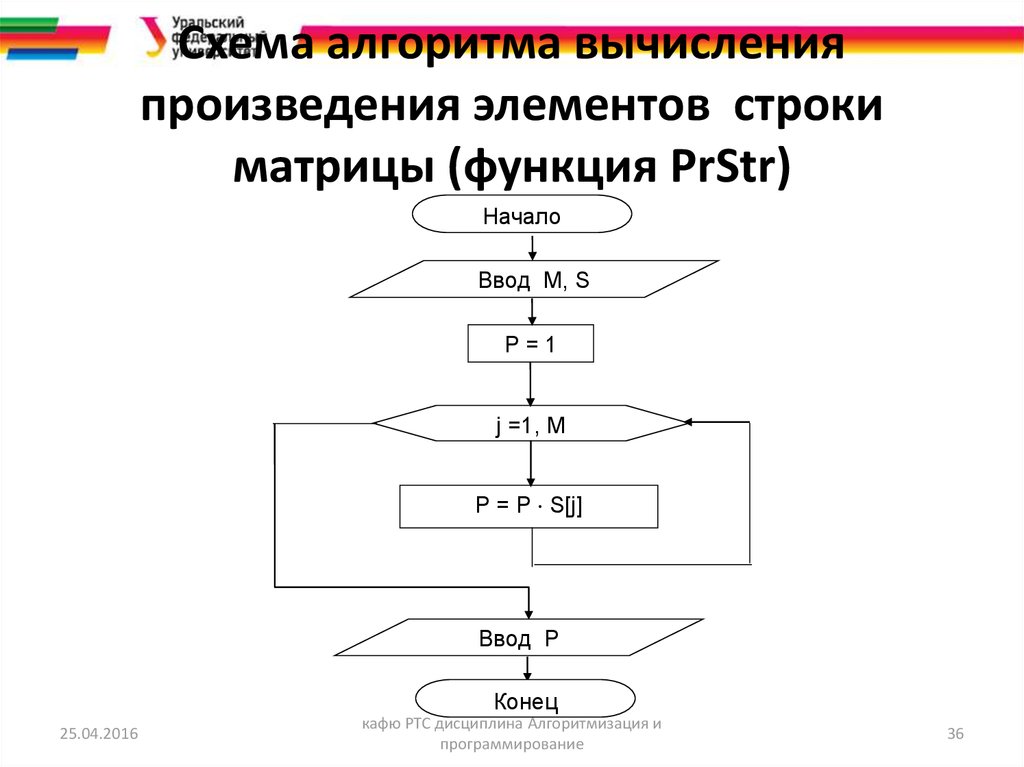 Уральский
федеральный
университет
Схема алгоритма вычисления
произведения элементов строки
матрицы (функция PrStr)
Начало
Ввод M, S
P = 1
j =1, M
P = P · S[j]
Ввод P
Конец
25.04.2016
кафю РТС дисциплина Алгоритмизация и
программирование
36